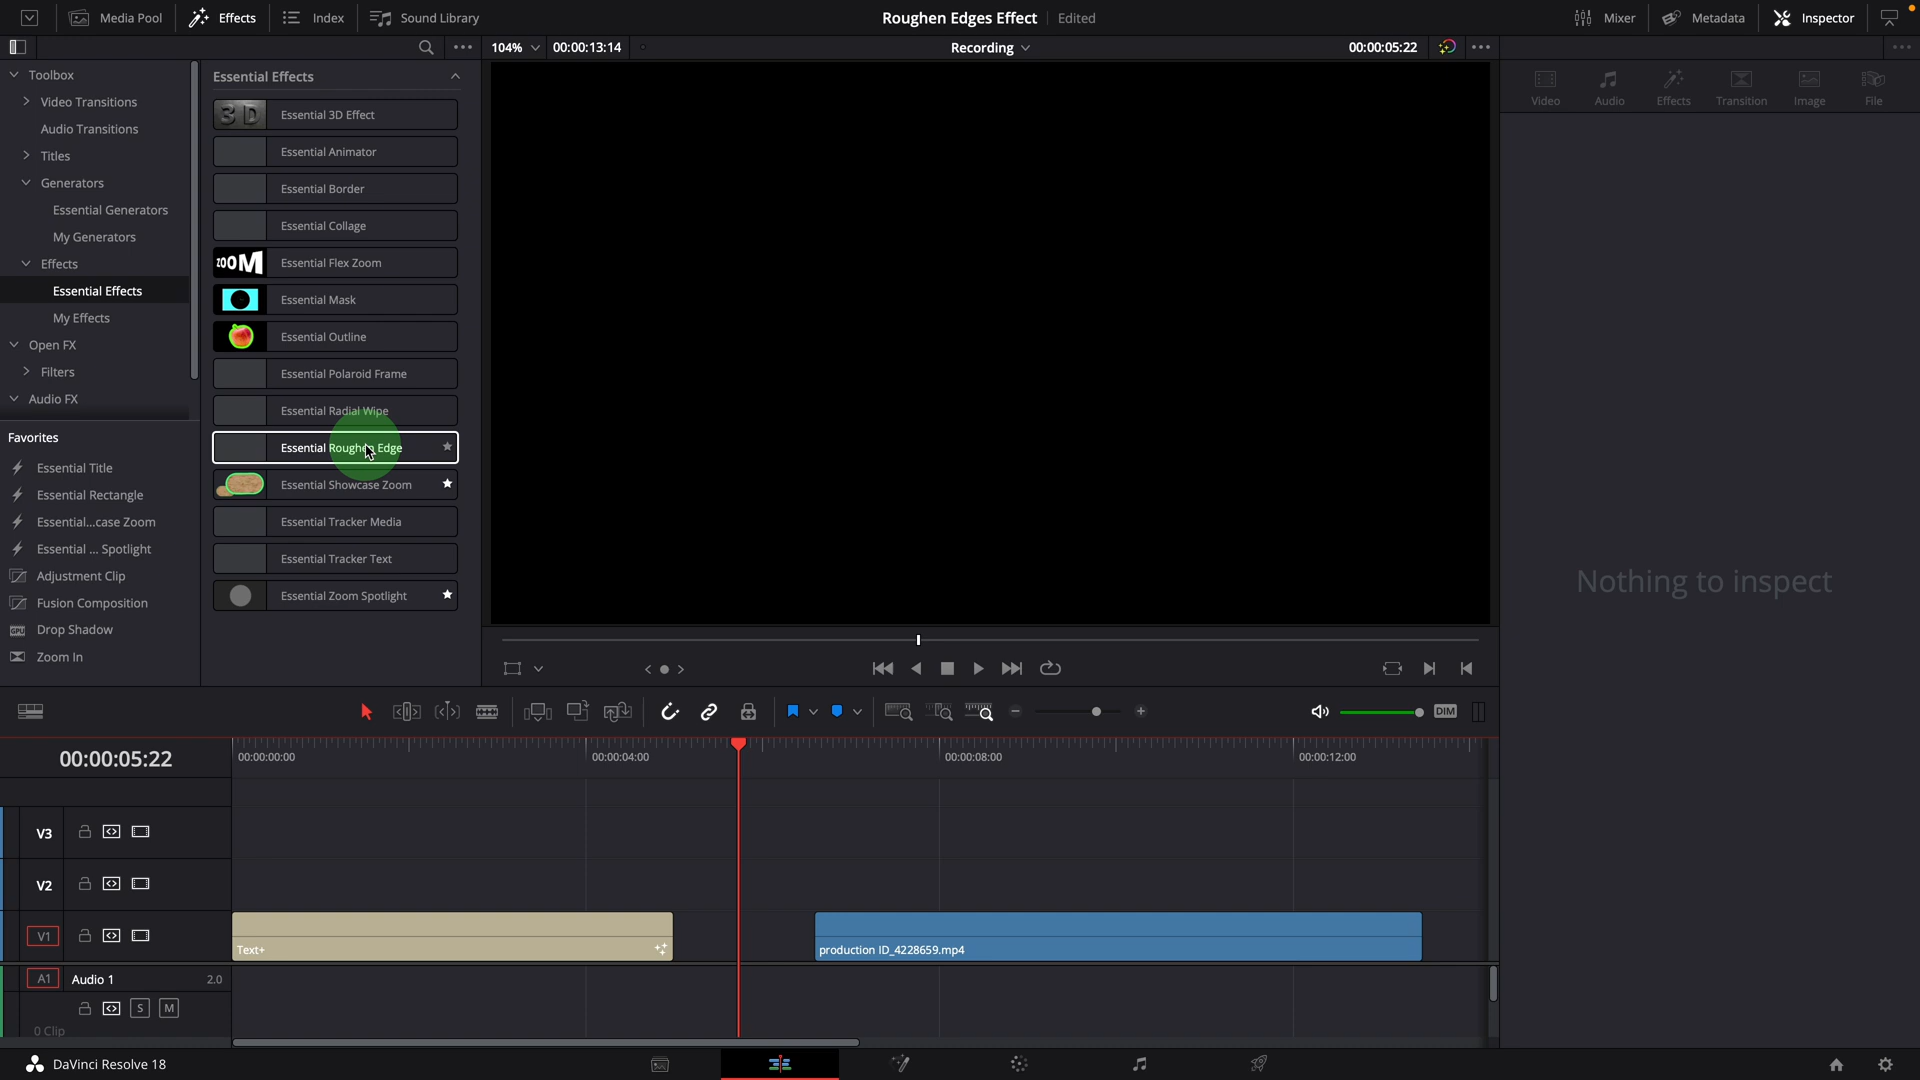 Media Pool
Effects
Index
Sound Library
Roughen Edges Effect
Edited
Mixer
Metadata
Inspector
104%
00:00:13:14
Recording
00:00:05:22
Toolbox
Video Transitions
Audio Transitions
Titles
Generators
Essential Generators
My Generators
Effects
Essential Effects
My Effects
Open FX
Filters
Audio FX
Favorites
Essential Title
Essential Rectangle
Essential...case Zoom
Essential ... Spotlight
Adjustment Clip
Fusion Composition
Drop Shadow
Zoom In
Essential Effects
3D
Essential 3D Effect
Essential Animator
Essential Border
Essential Collage
ZOOM
Essential Flex Zoom
Essential Mask
Essential Outline
Essential Polaroid Frame
Essential Radial Wipe
Essential Roughen Edge
Essential Showcase Zoom
Essential Tracker Media
Essential Tracker Text
Essential Zoom Spotlight
Video
Audio
Effects
Transition
Image
File
Nothing to inspect
DIM
00:00:05:22
00:00:00:00
00:00:04:00
00:00:08:00
00:00:12:00
V3
V2
V1
Text+
production ID_4228659.mp4
A1
Audio 1
2.0
S
M
0 Clip
DaVinci Resolve 18